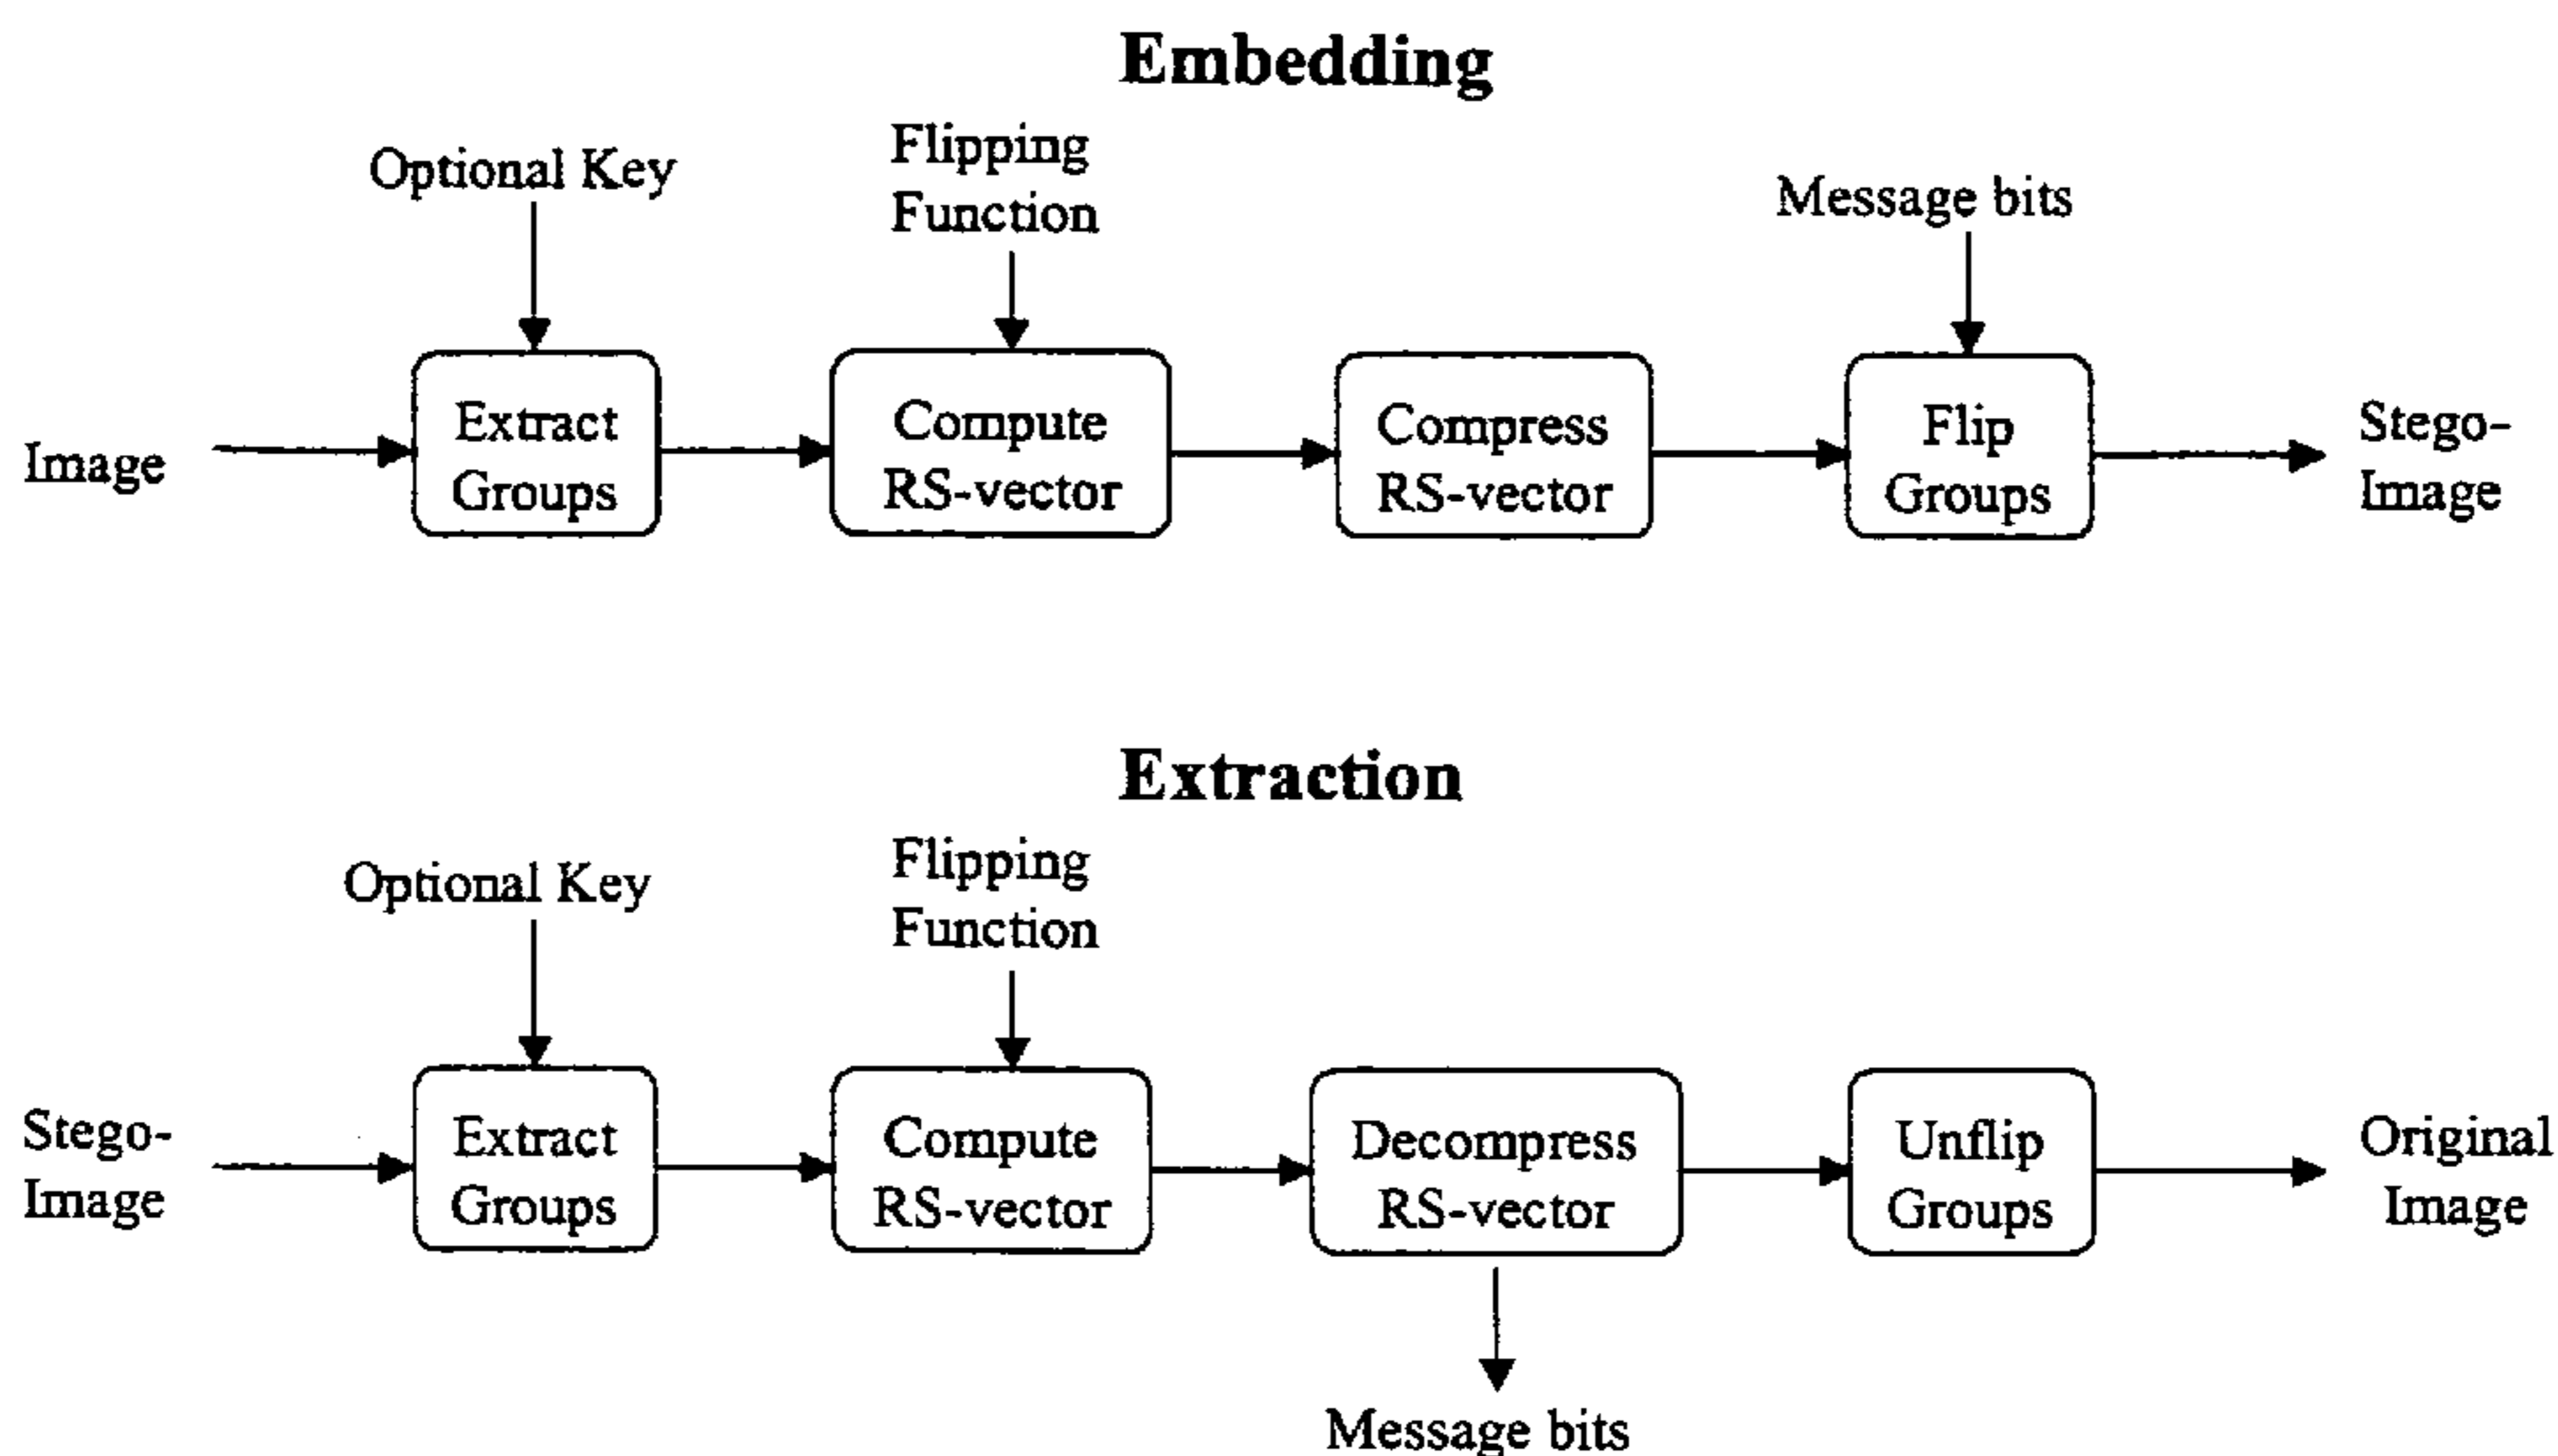 Embedding
Optional Key
Flipping
Function
Message bits
Image
Extract
Groups
Compute
RS-vector
Compress
RS-vector
Flip
Groups
Stego-
Image
Extraction
Optional Key
Flipping
Function
Stego-
Image
Extract
Groups
Compute
RS-vector
Decompress
RS-vector
Unflip
Groups
Original
Image
Message bits